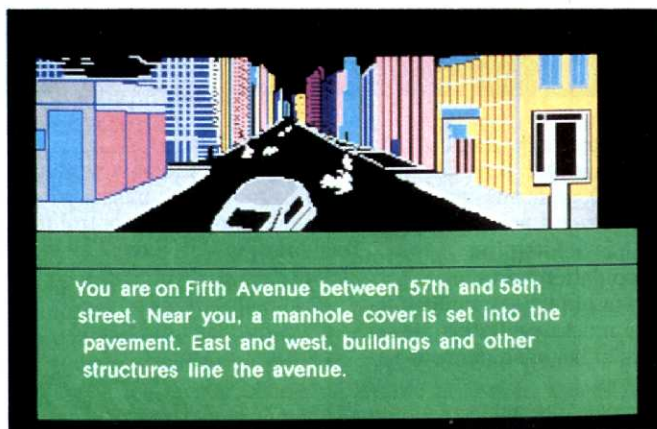 You are on Fifth Avenue between 57th and 58th
street. Near you, a manhole cover is set into the
pavement. East and west, buildings and other
structures line the avenue.